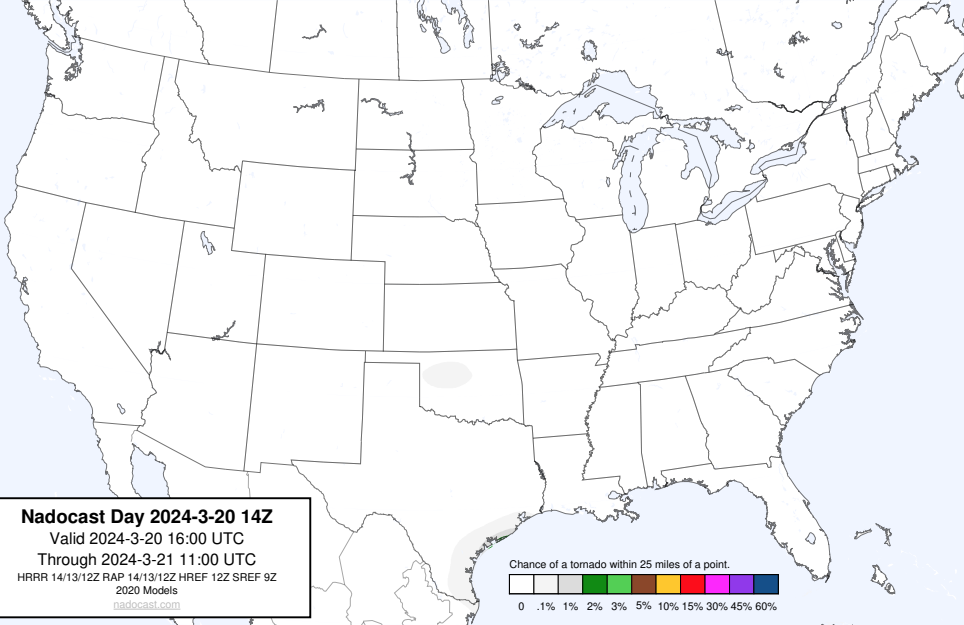 Nadocast Day 2024-3-20 14Z
Valid 2024-3-20 16:00 UTC
Through 2024-3-21 11:00 UTC
HRRR 14/13/12Z RAP 14/13/12Z HREF 12Z SREF 9Z
2020 Models
nadocast.com
Chance of a tornado within 25 miles of a point.
0 .1% 1% 2% 3% 5% 10% 15% 30% 45% 60%